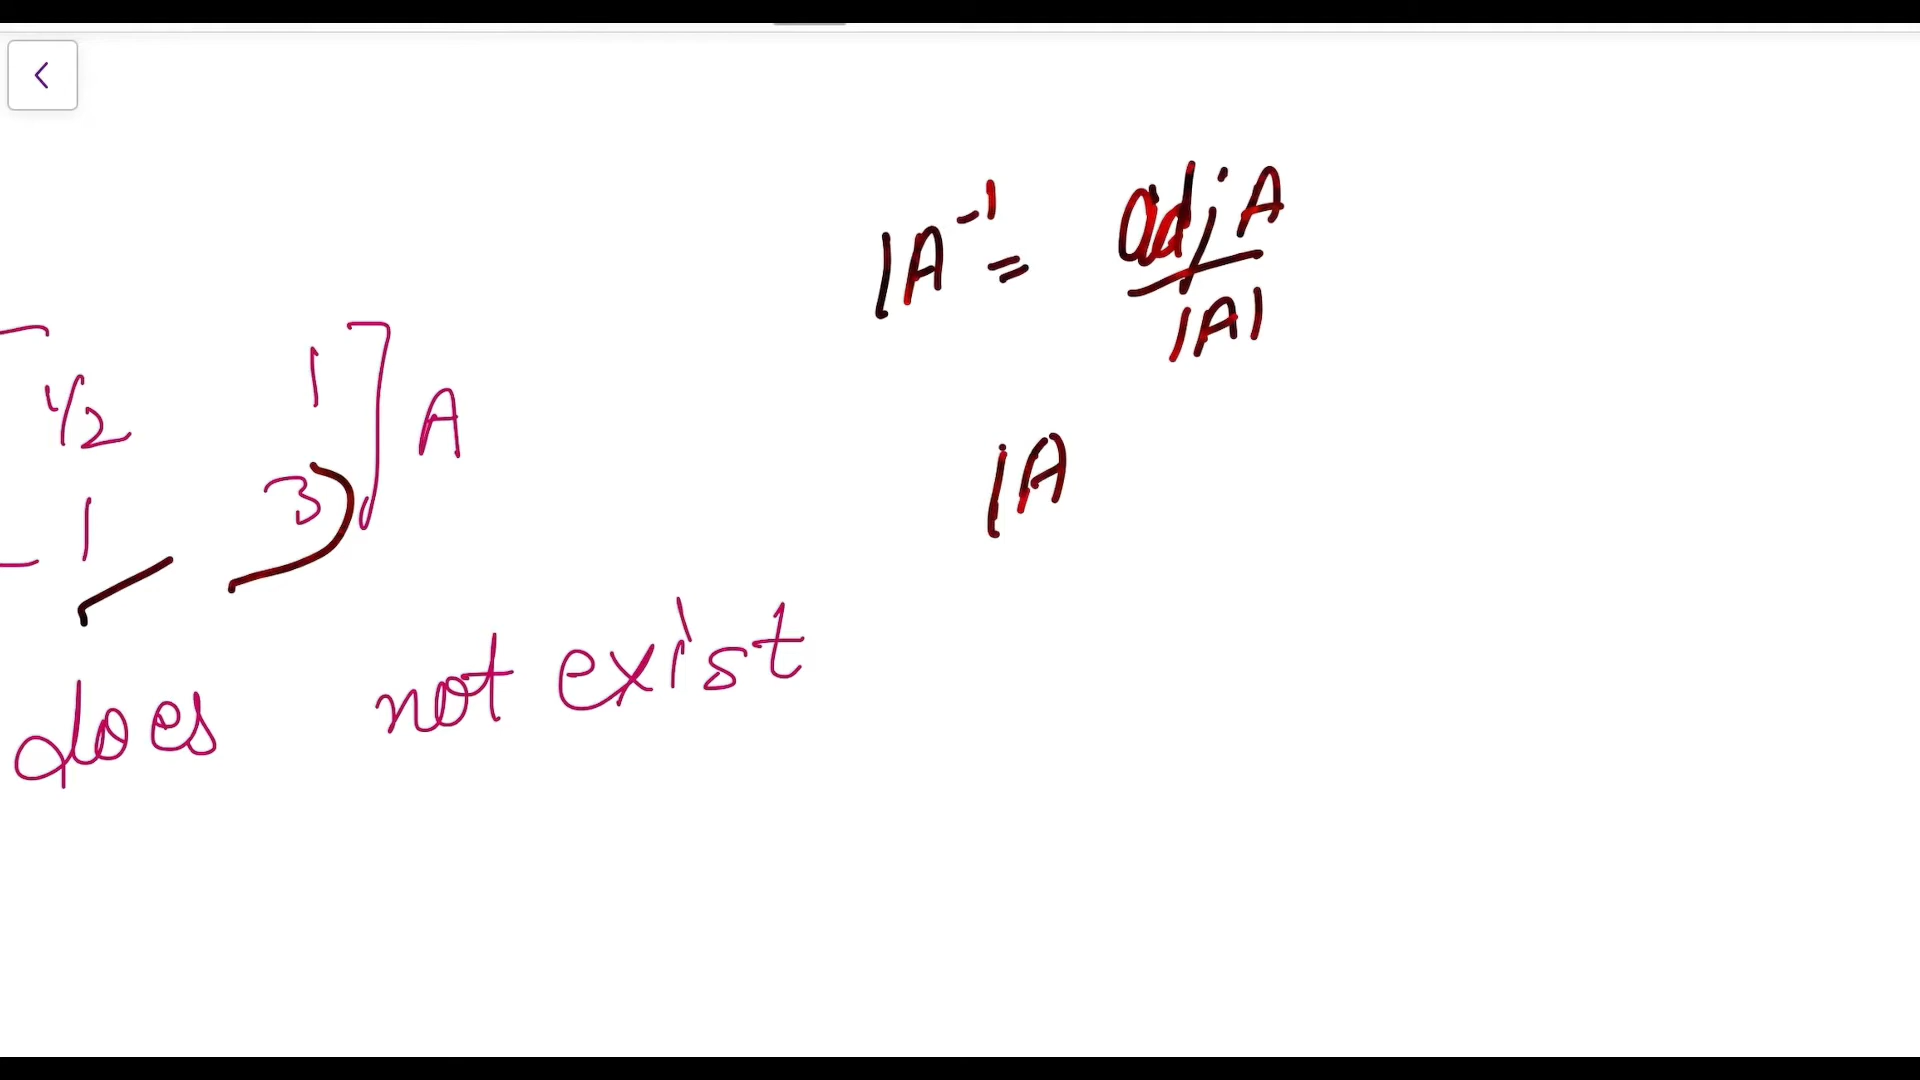 |A⁻¹ = adj A
|A|
1/2 1 ] A
1 3
|A
does not exist